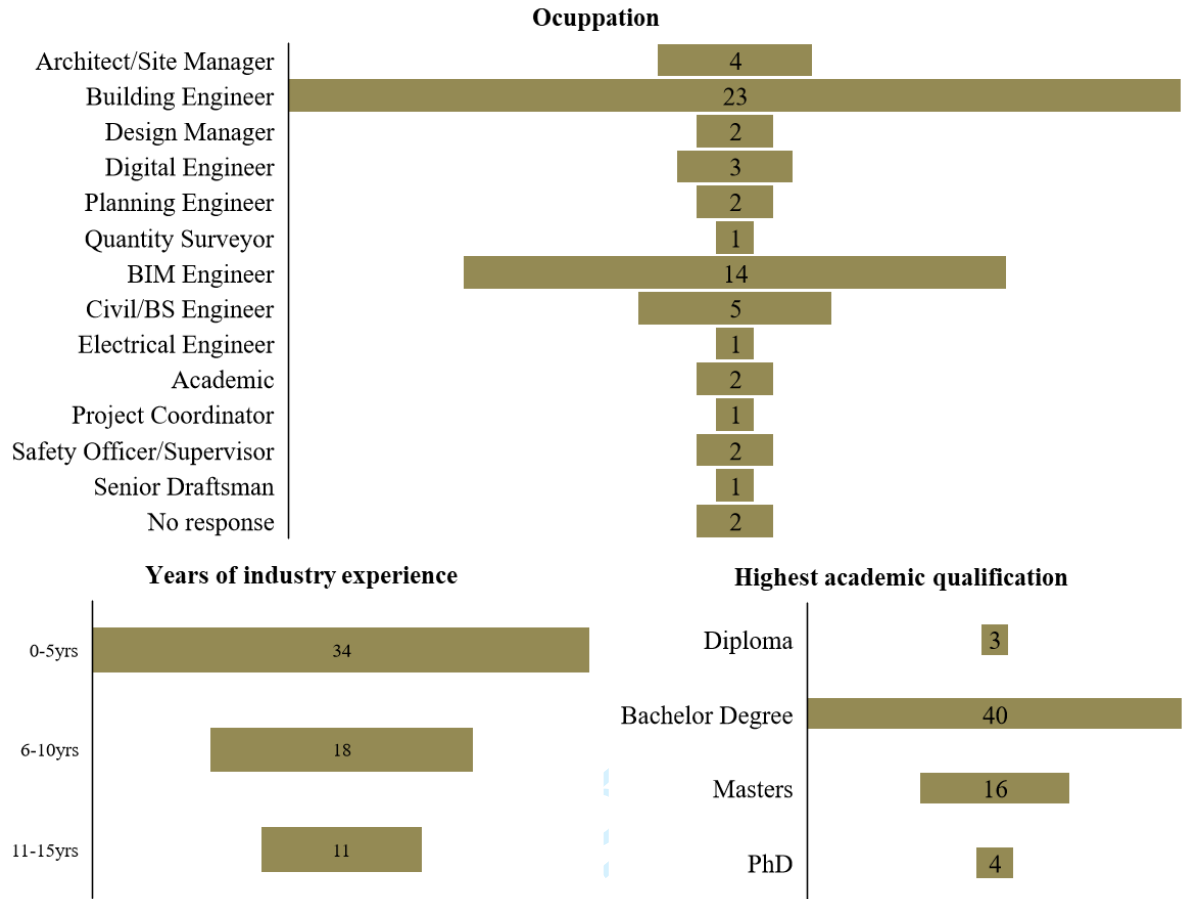 Ocuppation
Architect/Site Manager 4
Building Engineer 23
Design Manager 2
Digital Engineer 3
Planning Engineer 2
Quantity Surveyor 1
BIM Engineer 14
Civil/BS Engineer 5
Electrical Engineer 1
Academic 2
Project Coordinator 1
Safety Officer/Supervisor 2
Senior Draftsman 1
No response 2
Years of industry experience
0-5yrs 34
6-10yrs 18
11-15yrs 11
Highest academic qualification
Diploma 3
Bachelor Degree 40
Masters 16
PhD 4